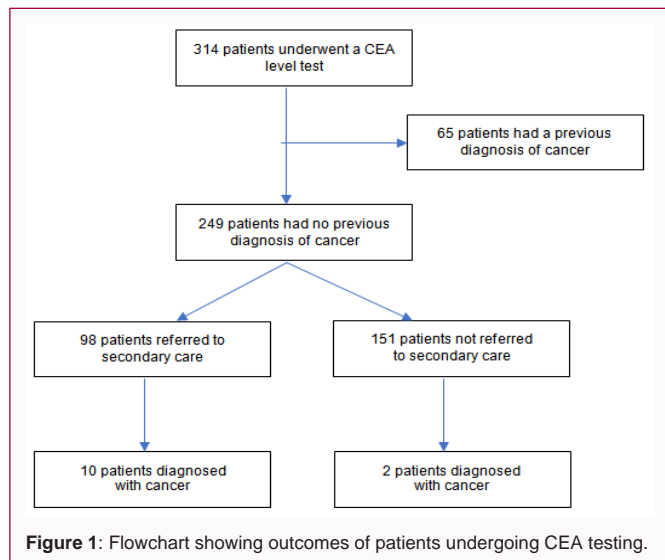 314 patients underwent a CEA
level test
65 patients had a previous
diagnosis of cancer
249 patients had no previous
diagnosis of cancer
98 patients referred to
secondary care
151 patients not referred
to secondary care
10 patients diagnosed
with cancer
2 patients diagnosed
with cancer
Figure 1: Flowchart showing outcomes of patients undergoing CEA testing.